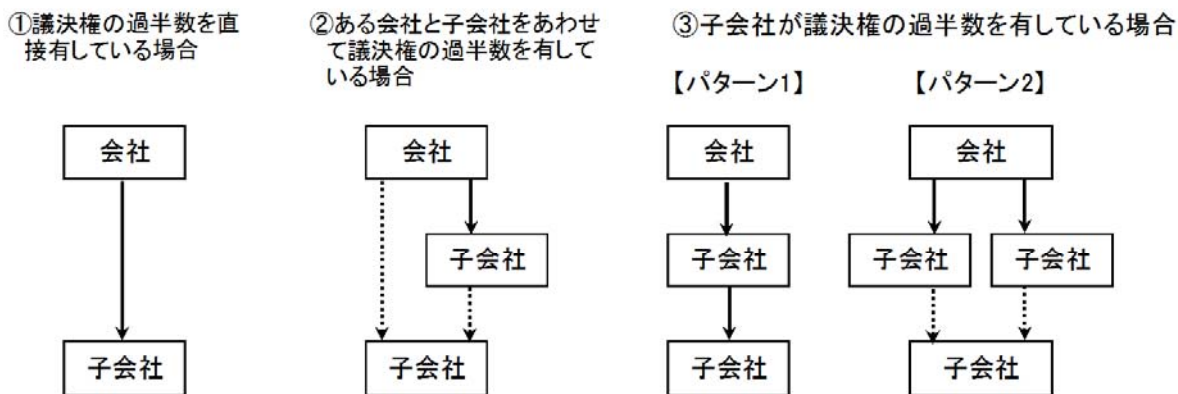 ①議決権の過半数を直
接有している場合
②ある会社と子会社をあわせ
て議決権の過半数を有して
いる場合
③子会社が議決権の過半数を有している場合
【パターン1】
【パターン2】
会社
子会社
会社
子会社
子会社
会社
子会社
子会社
会社
子会社
子会社
子会社